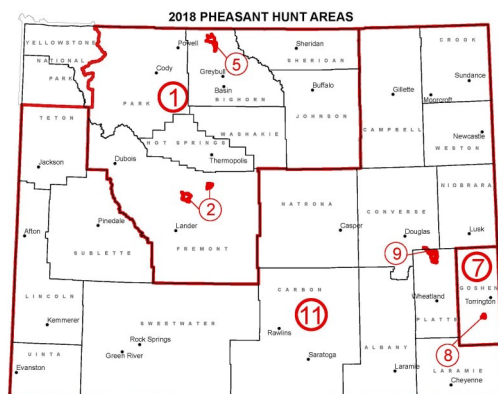 2018 PHEASANT HUNT AREAS
YELLOWSTONE
NATIONAL
PARK
Powell
Cody
Greybull
Basin
5
Sheridan
SHERIDAN
CROOK
Sundance
PARK
1
BIGHORN
Buffalo
JOHNSON
Gillette
Moorcroft
CAMPBELL
Newcastle
WESTON
TETON
Jackson
HOT SPRINGS
WASHAKIE
Thermopolis
Dubois
2
NATRONA
CONVERSE
NIOBRARA
Afton
Pinedale
SUBLETTE
Lander
FREMONT
Casper
Douglas
Lusk
9
7
GOSHEN
LINCOLN
Kemmerer
SWEETWATER
Rock Springs
Green River
CARBON
Rawlins
11
Saratoga
Wheatland
PLATTE
Torrington
8
UINTA
Evanston
ALBANY
Laramie
LARAMIE
Cheyenne